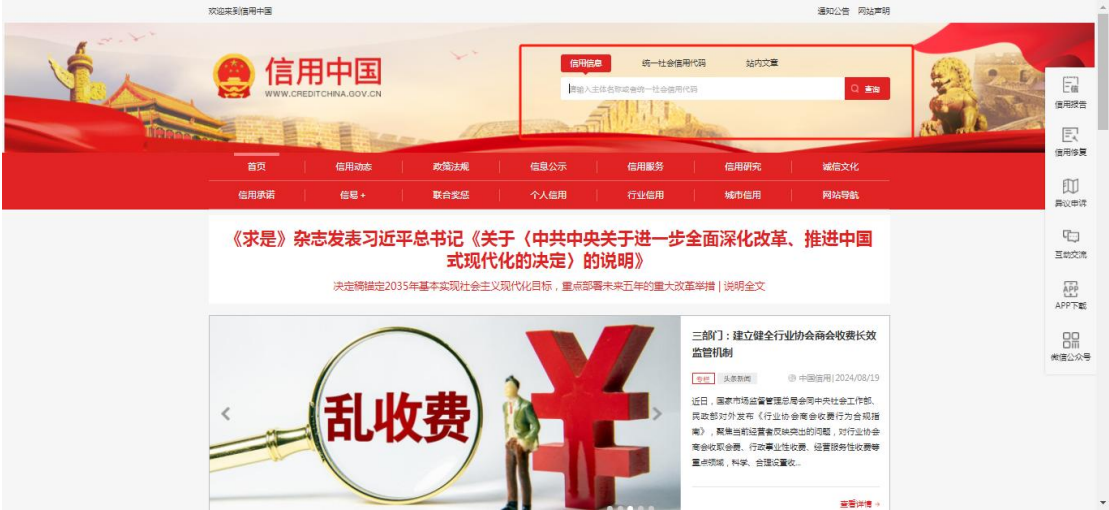 欢迎来到信用中国
通知公告 网站声明
信用中国
WWW.CREDITCHINA.GOV.CN
信用信息 统一社会信用代码 站内文章
请输入主体名称或者统一社会信用代码
查询
首页 信用动态 政策法规 信息公示 信用服务 信用研究 诚信文化
信用承诺 信易+ 联合奖惩 个人信用 行业信用 城市信用 网站导航
信用报告
信用修复
异议申诉
互动交流
APP
APP下载
微信公众号
《求是》杂志发表习近平总书记《关于〈中共中央关于进一步全面深化改革、推进中国
式现代化的决定〉的说明》
决定稿锚定2035年基本实现社会主义现代化目标，重点部署未来五年的重大改革举措 | 说明全文
乱收费
三部门：建立健全行业协会商会收费长效
监管机制
专栏 头条新闻 @ 中国信用 | 2024/08/19
近日，国家市场监督管理总局会同中央社会工作部、
民政部对外发布《行业协会商会收费行为合规指
南》，聚焦当前经营者反映突出的问题，对行业协会
商会收取会费、行政事业性收费、经营服务性收费等
重点领域，科学、合理设置收...
查看详情